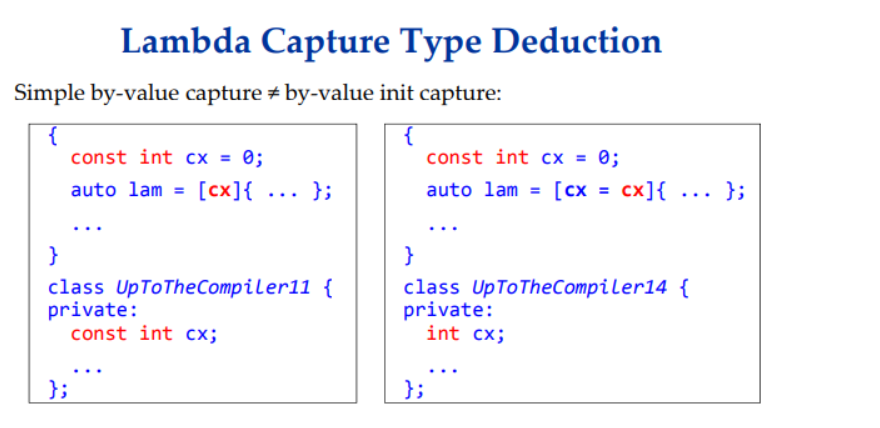 Lambda Capture Type Deduction
Simple by-value capture ≠ by-value init capture:
{
const int cx = 0;
auto lam = [cx]{ ... };
...
}
class UpToTheCompiler11 {
private:
const int cx;
...
};
{
const int cx = 0;
auto lam = [cx = cx]{ ... };
...
}
class UpToTheCompiler14 {
private:
int cx;
...
};